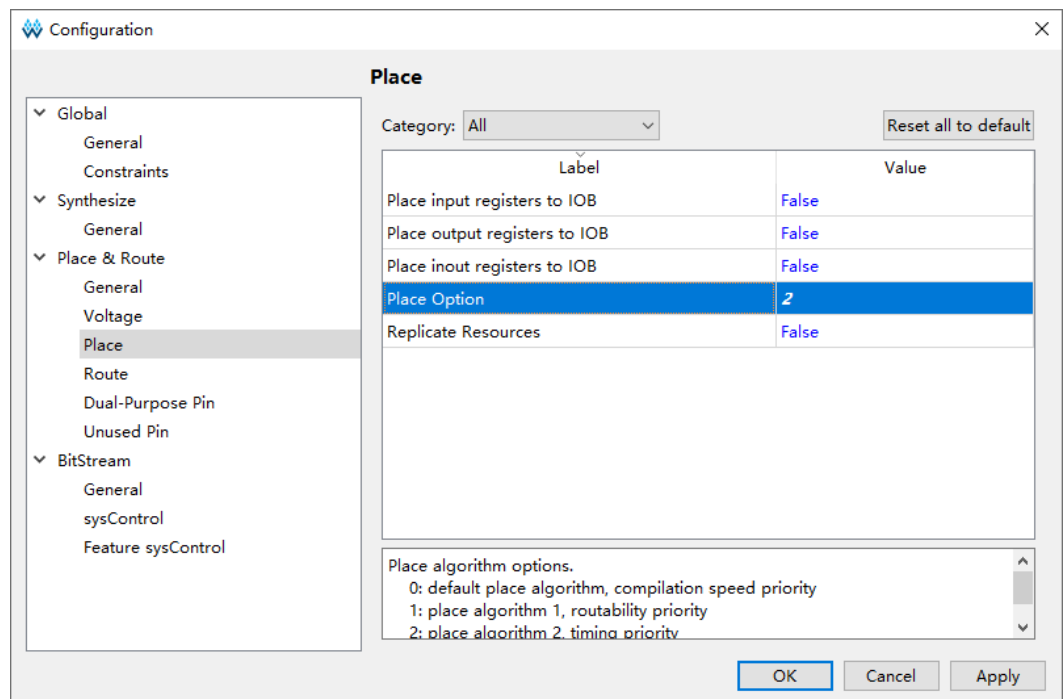 Configuration
Place
Global
General
Constraints
Synthesize
General
Place & Route
General
Voltage
Place
Route
Dual-Purpose Pin
Unused Pin
BitStream
General
sysControl
Feature sysControl
Category: All
Reset all to default
Label Value
Place input registers to IOB False
Place output registers to IOB False
Place inout registers to IOB False
Place Option 2
Replicate Resources False
Place algorithm options.
0: default place algorithm, compilation speed priority
1: place algorithm 1, routability priority
2: place algorithm 2, timing priority
OK Cancel Apply